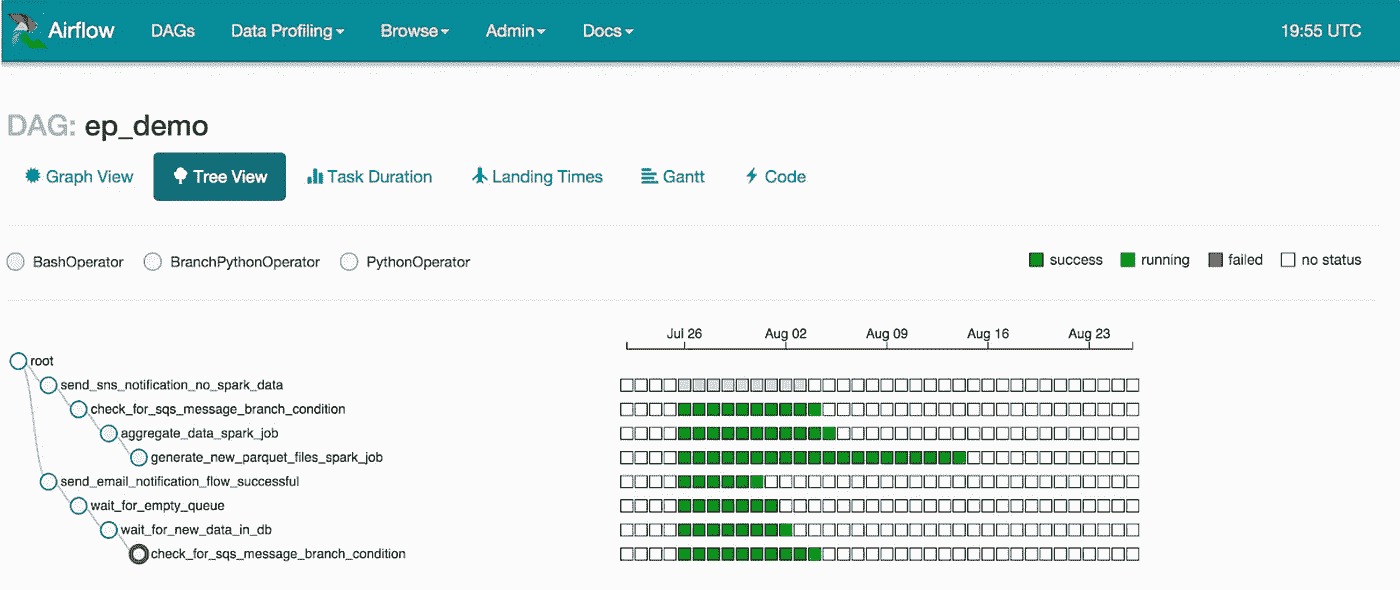 Airflow DAGs Data Profiling Browse Admin Docs 19:55 UTC
DAG: ep_demo
Graph View Tree View Task Duration Landing Times Gantt Code
BashOperator BranchPythonOperator PythonOperator success running failed no status
Jul 26 Aug 02 Aug 09 Aug 16 Aug 23
root
send_sns_notification_no_spark_data
check_for_sqs_message_branch_condition
aggregate_data_spark_job
generate_new_parquet_files_spark_job
send_email_notification_flow_successful
wait_for_empty_queue
wait_for_new_data_in_db
check_for_sqs_message_branch_condition